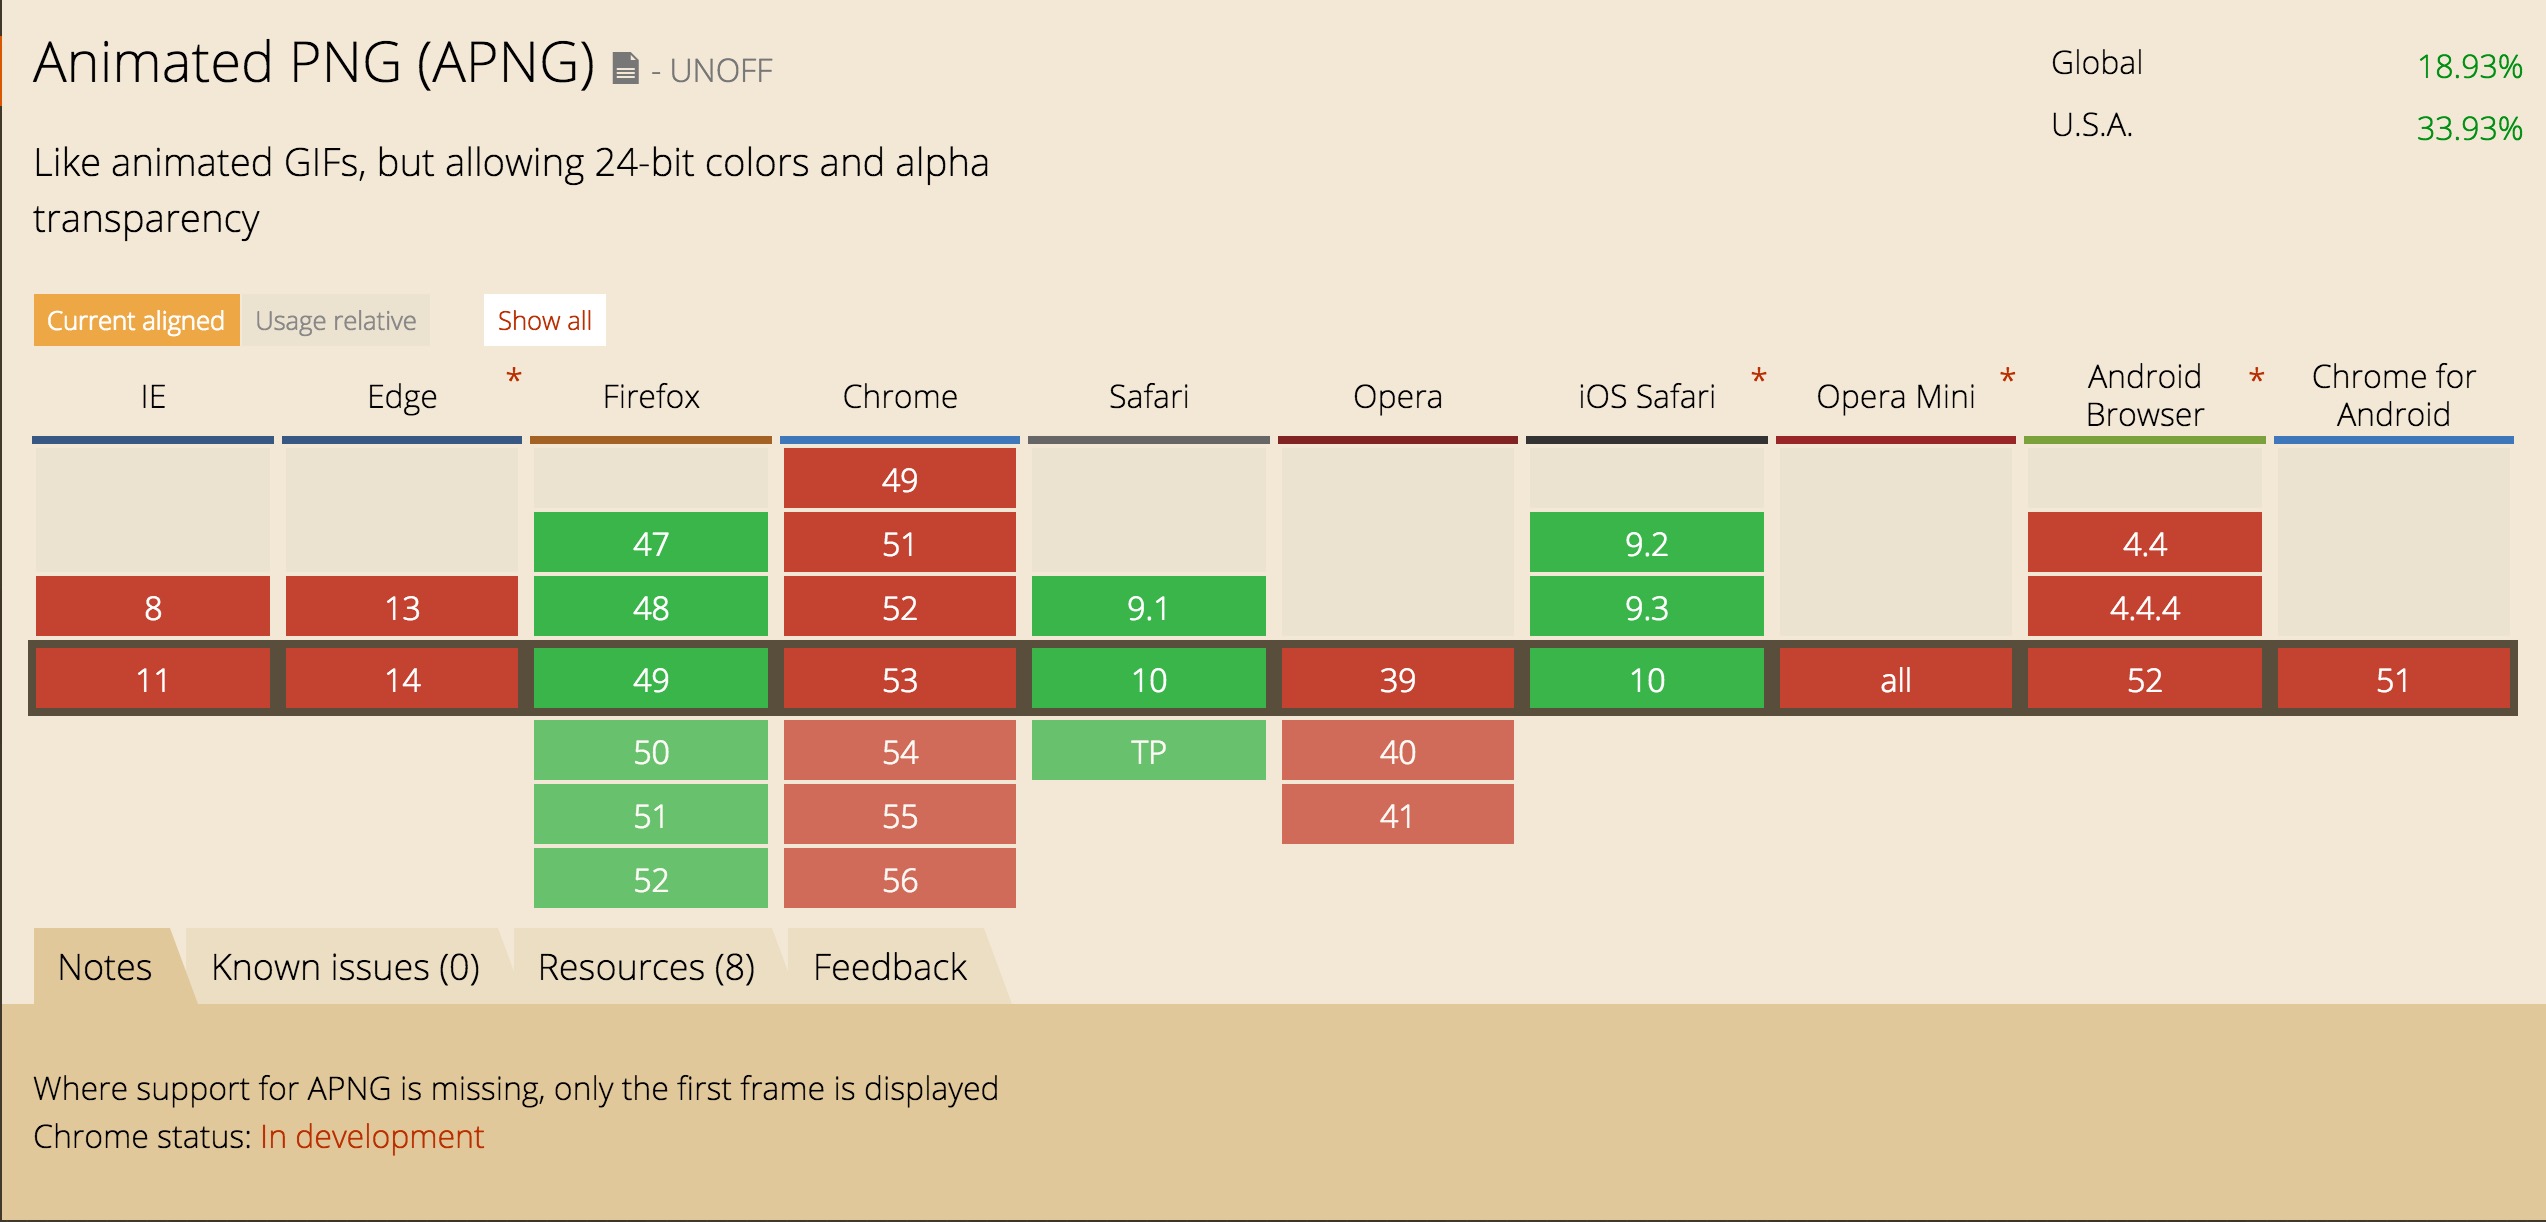 Animated PNG (APNG) - UNOFF
Global 18.93%
U.S.A. 33.93%
Like animated GIFs, but allowing 24-bit colors and alpha
transparency
Current aligned Usage relative Show all
IE Edge * Firefox Chrome Safari Opera iOS Safari * Opera Mini * Android Browser * Chrome for Android
49
47 51 9.2 4.4
8 13 48 52 9.1 9.3 4.4.4
11 14 49 53 10 39 10 all 52 51
50 54 TP 40
51 55 41
52 56
Notes Known issues (0) Resources (8) Feedback
Where support for APNG is missing, only the first frame is displayed
Chrome status: In development